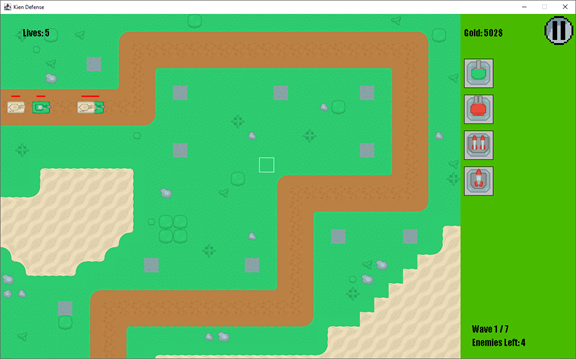 Kien Defense
Lives: 5
Gold: 502$
Wave 1 / 7
Enemies Left: 4